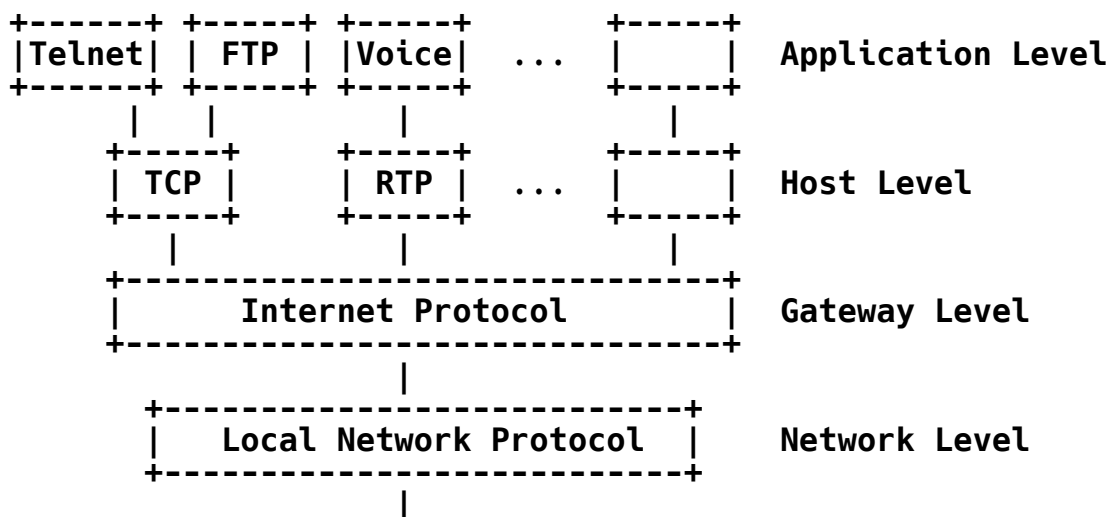 +------+ +-----+ +-----+       +-----+
|Telnet| | FTP | |Voice|  ...  |     |  Application Level
+------+ +-----+ +-----+       +-----+
      |   |         |             |
     +-----+     +-----+       +-----+
     | TCP |     | RTP |  ...  |     |  Host Level
     +-----+     +-----+       +-----+
        |           |             |
     +-------------------------------+
     |      Internet Protocol        |  Gateway Level
     +-------------------------------+
                    |
       +---------------------------+
       |   Local Network Protocol  |    Network Level
       +---------------------------+
                    |